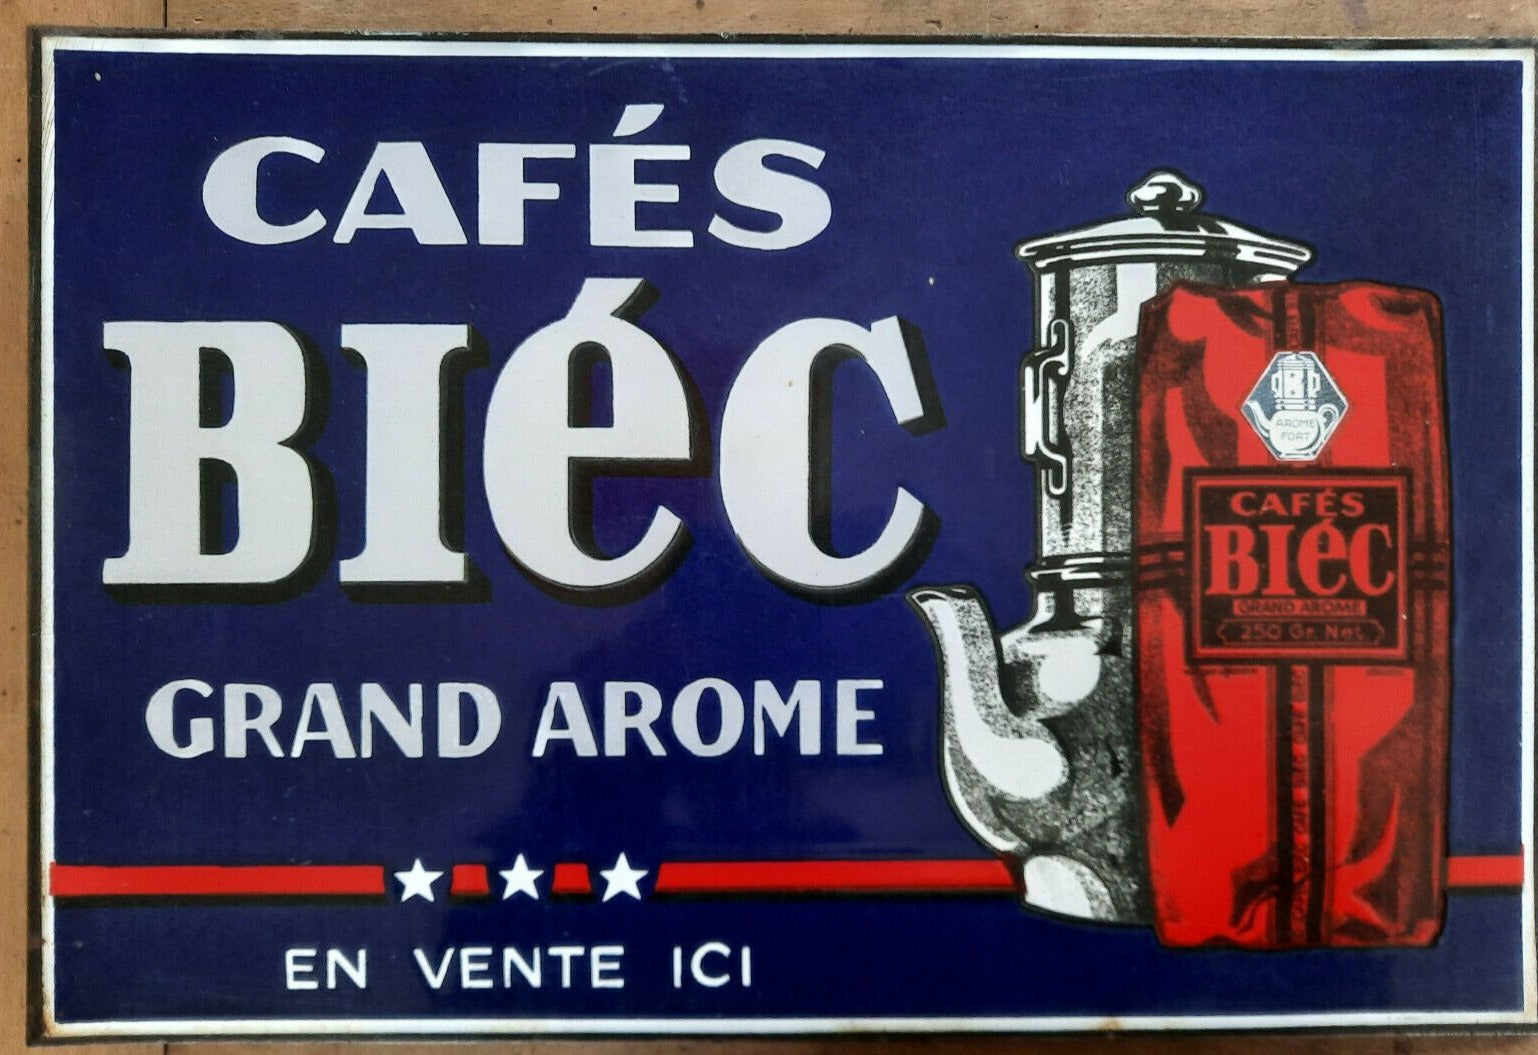 CAFÉS
BIéC
GRAND AROME
EN VENTE ICI
B
AROME
FORT
CAFÉS
BIéC
GRAND AROME
250 Gr. Net